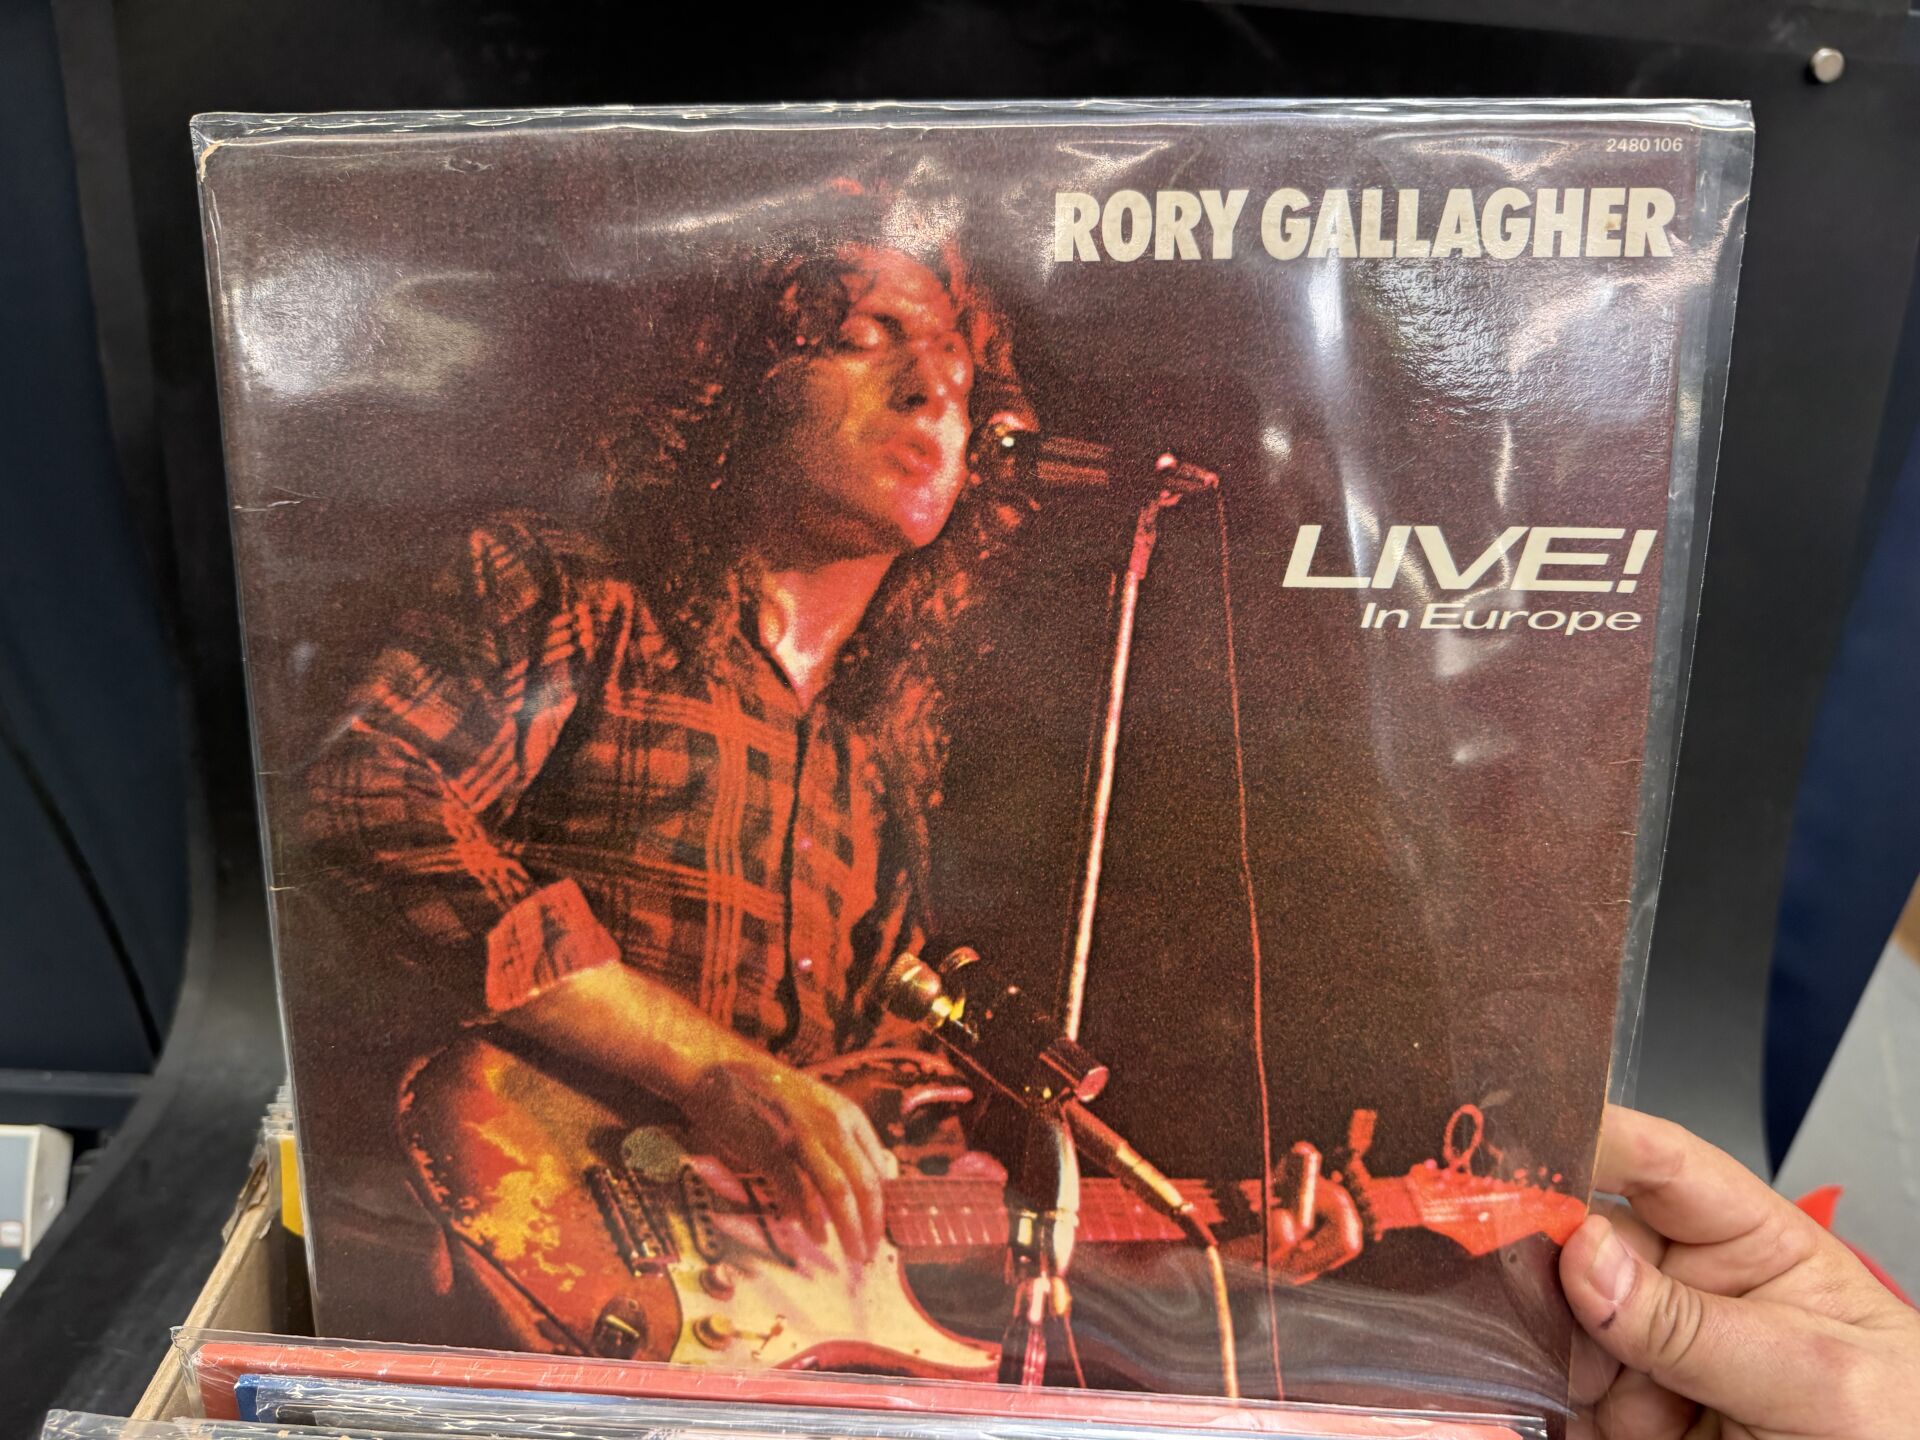 2480 106
RORY GALLAGHER
LIVE!
In Europe